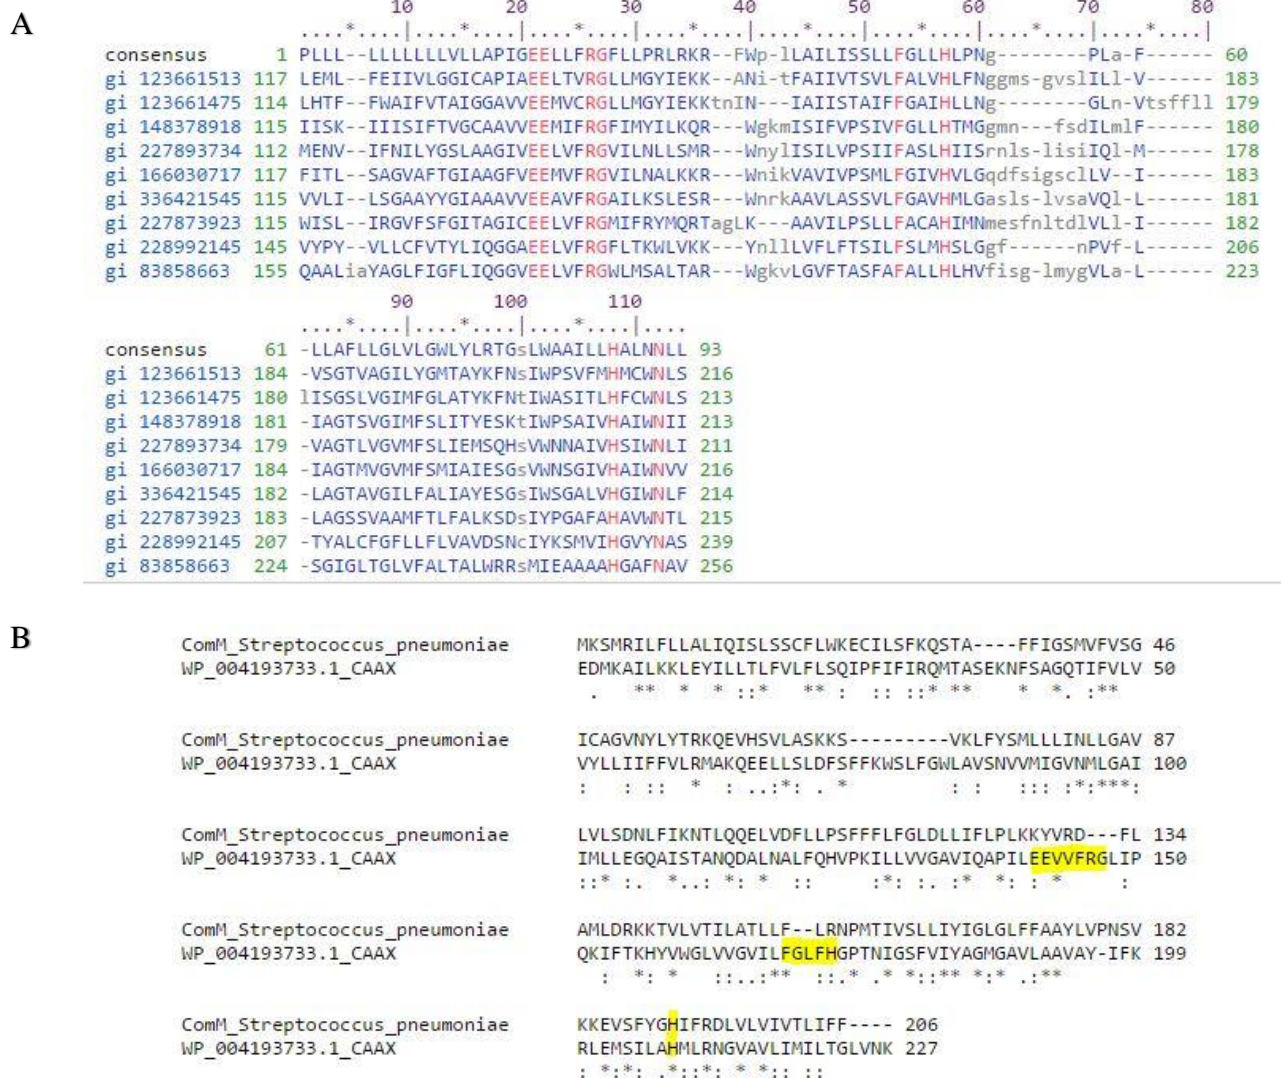 A
10 20 30 40 50 60 70 80
....*....|....*....|....*....|....*....|....*....|....*....|....*....|....*....|
consensus 1 PLLL--LLLLLLLVLLAPIGEELLFRGFLLPRLRKR--FWp-lLAILISSLLFGLLHLPNg--------PLa-F------ 60
gi 123661513 117 LEML--FEIIVLGGICAPIAEELTVRGLLMGYIEKK--ANi-tFAIIVTSVLFALVHLFNggms-gvslILl-V------ 183
gi 123661475 114 LHTF--FWAIFVTAIGGAVVEEMVCRGLLMGYIEKKtnIN---IAIISTAIFFGAIHLLNg--------GLn-Vtsffll 179
gi 148378918 115 IISK--IIISIFTVGCAAVVEEMIFRGFIMYILKQR---WgkmISIFVPSIVFGLLHTMGgmn---fsdILmlF------ 180
gi 227893734 112 MENV--IFNILYGSLAAGIVEELVFRGVILNLLSMR---WnylISILVPSIIFASLHIISrnls-lisiIQl-M------ 178
gi 166030717 117 FITL--SAGVAFTGIAAGFVEEMVFRGVILNALKKR---WnikVAVIVPSMLFGIVHVLGqdfsigsclLV--I------ 183
gi 336421545 115 VVLI--LSGAAYYGIAAAVVEEAVFRGAILKSLESR---WnrkAAVLASSVLFGAVHMLGasls-lvsaVQl-L------ 181
gi 227873923 115 WISL--IRGVFSFGITAGICEELVFRGMIFRYMQRTagLK---AAVILPSLLFACAHIMNmesfnltdlVLl-I------ 182
gi 228992145 145 VYPY--VLLCFVTYLIQGGAEELVFRGFLTKWLVKK---YnllLVFLFTSILFSLMHSLGgf------nPVf-L------ 206
gi 83858663 155 QAALiaYAGLFIGFLIQGGVEELVFRGWLMSALTAR---WgkvLGVFTASFAFALLHLHVfisg-lmygVLa-L------ 223
90 100 110
....*....|....*....|....*....|....
consensus 61 -LLAFLLGLVLGWLYLRTGsLWAAILLHALNNLL 93
gi 123661513 184 -VSGTVAGILYGMTAYKFNsIWPSVFMHMCWNLS 216
gi 123661475 180 lISGSLVGIMFGLATYKFNtIWASITLHFCWNLS 213
gi 148378918 181 -IAGTSVGIMFSLITYESKtIWPSAIVHAIWNII 213
gi 227893734 179 -VAGTLVGVMFSLIEMSQHsVWNNAIVHSIWNLI 211
gi 166030717 184 -IAGTMVGVMFSMIAIESGsVWNSGIVHAIWNVV 216
gi 336421545 182 -LAGTAVGILFALIAYESGsIWSGALVHGIWNLF 214
gi 227873923 183 -LAGSSVAAMFTLFALKSDsIYPGAFAHAVWNTL 215
gi 228992145 207 -TYALCFGFLLFLVAVDSNcIYKSMVIHGVYNAS 239
gi 83858663 224 -SGIGLTGLVFALTALWRRsMIEAAAAHGAFNAV 256
B
ComM_Streptococcus_pneumoniae MKSMRILFLLALIQISLSSCFLWKECILSFKQSTA----FFIGSMVFVSG 46
WP_004193733.1_CAAX EDMKAILKKLEYILLTLFVLFLSQIPFIFIRQMTASEKNFSAGQTIFVLV 50
. ** * * ::* ** : :: ::* ** * *. :**
ComM_Streptococcus_pneumoniae ICAGVNYLYTRKQEVHSVLASKKS---------VKLFYSMLLLINLLGAV 87
WP_004193733.1_CAAX VYLLIIFFVLRMAKQEELLSLDFSFFKWSLFGWLAVSNVVMIGVNMLGAI 100
: : :: * : ..:*: . * : : ::: :*:***:
ComM_Streptococcus_pneumoniae LVLSDNLFIKNTLQQELVDFLLPSFFFLFGLDLLIFLPLKKYVRD---FL 134
WP_004193733.1_CAAX IMLLEGQAISTANQDALNALFQHVPKILLVVGAVIQAPILEEVVFRGLIP 150
::* :. *..: *: * :: :*: :. :* *: : * :
ComM_Streptococcus_pneumoniae AMLDRKKTVLVTILATLLF--LRNPMTIVSLLIYIGLGLFFAAYLVPNSV 182
WP_004193733.1_CAAX QKIFTKHYVWGLVVGVILFGLFHGPTNIGSFVIYAGMGAVLAAVAY-IFK 199
: *: * ::..:** ::.* .* *::** *:* .:**
ComM_Streptococcus_pneumoniae KKEVSFYGHIFRDLVLVIVTLIFF---- 206
WP_004193733.1_CAAX RLEMSILAHMLRNGVAVLIMILTGLVNK 227
: *:*: .*::*: * *:: ::